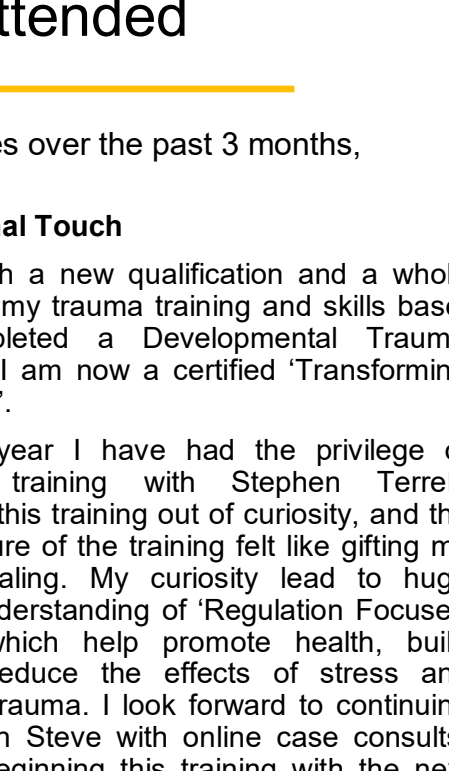 ttended
es over the past 3 months,
al Touch
h a new qualification and a whol
my trauma training and skills bas
leted a Developmental Traum
I am now a certified ‘Transformin
’.
year I have had the privilege
training with Stephen Terre
this training out of curiosity, and th
ure of the training felt like gifting m
aling. My curiosity lead to hug
derstanding of ‘Regulation Focuse
which help promote health, buil
educe the effects of stress an
rauma. I look forward to continuin
n Steve with online case consults
eginning this training with the ne